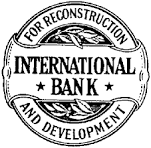 FOR RECONSTRUCTION
INTERNATIONAL
BANK
AND DEVELOPMENT